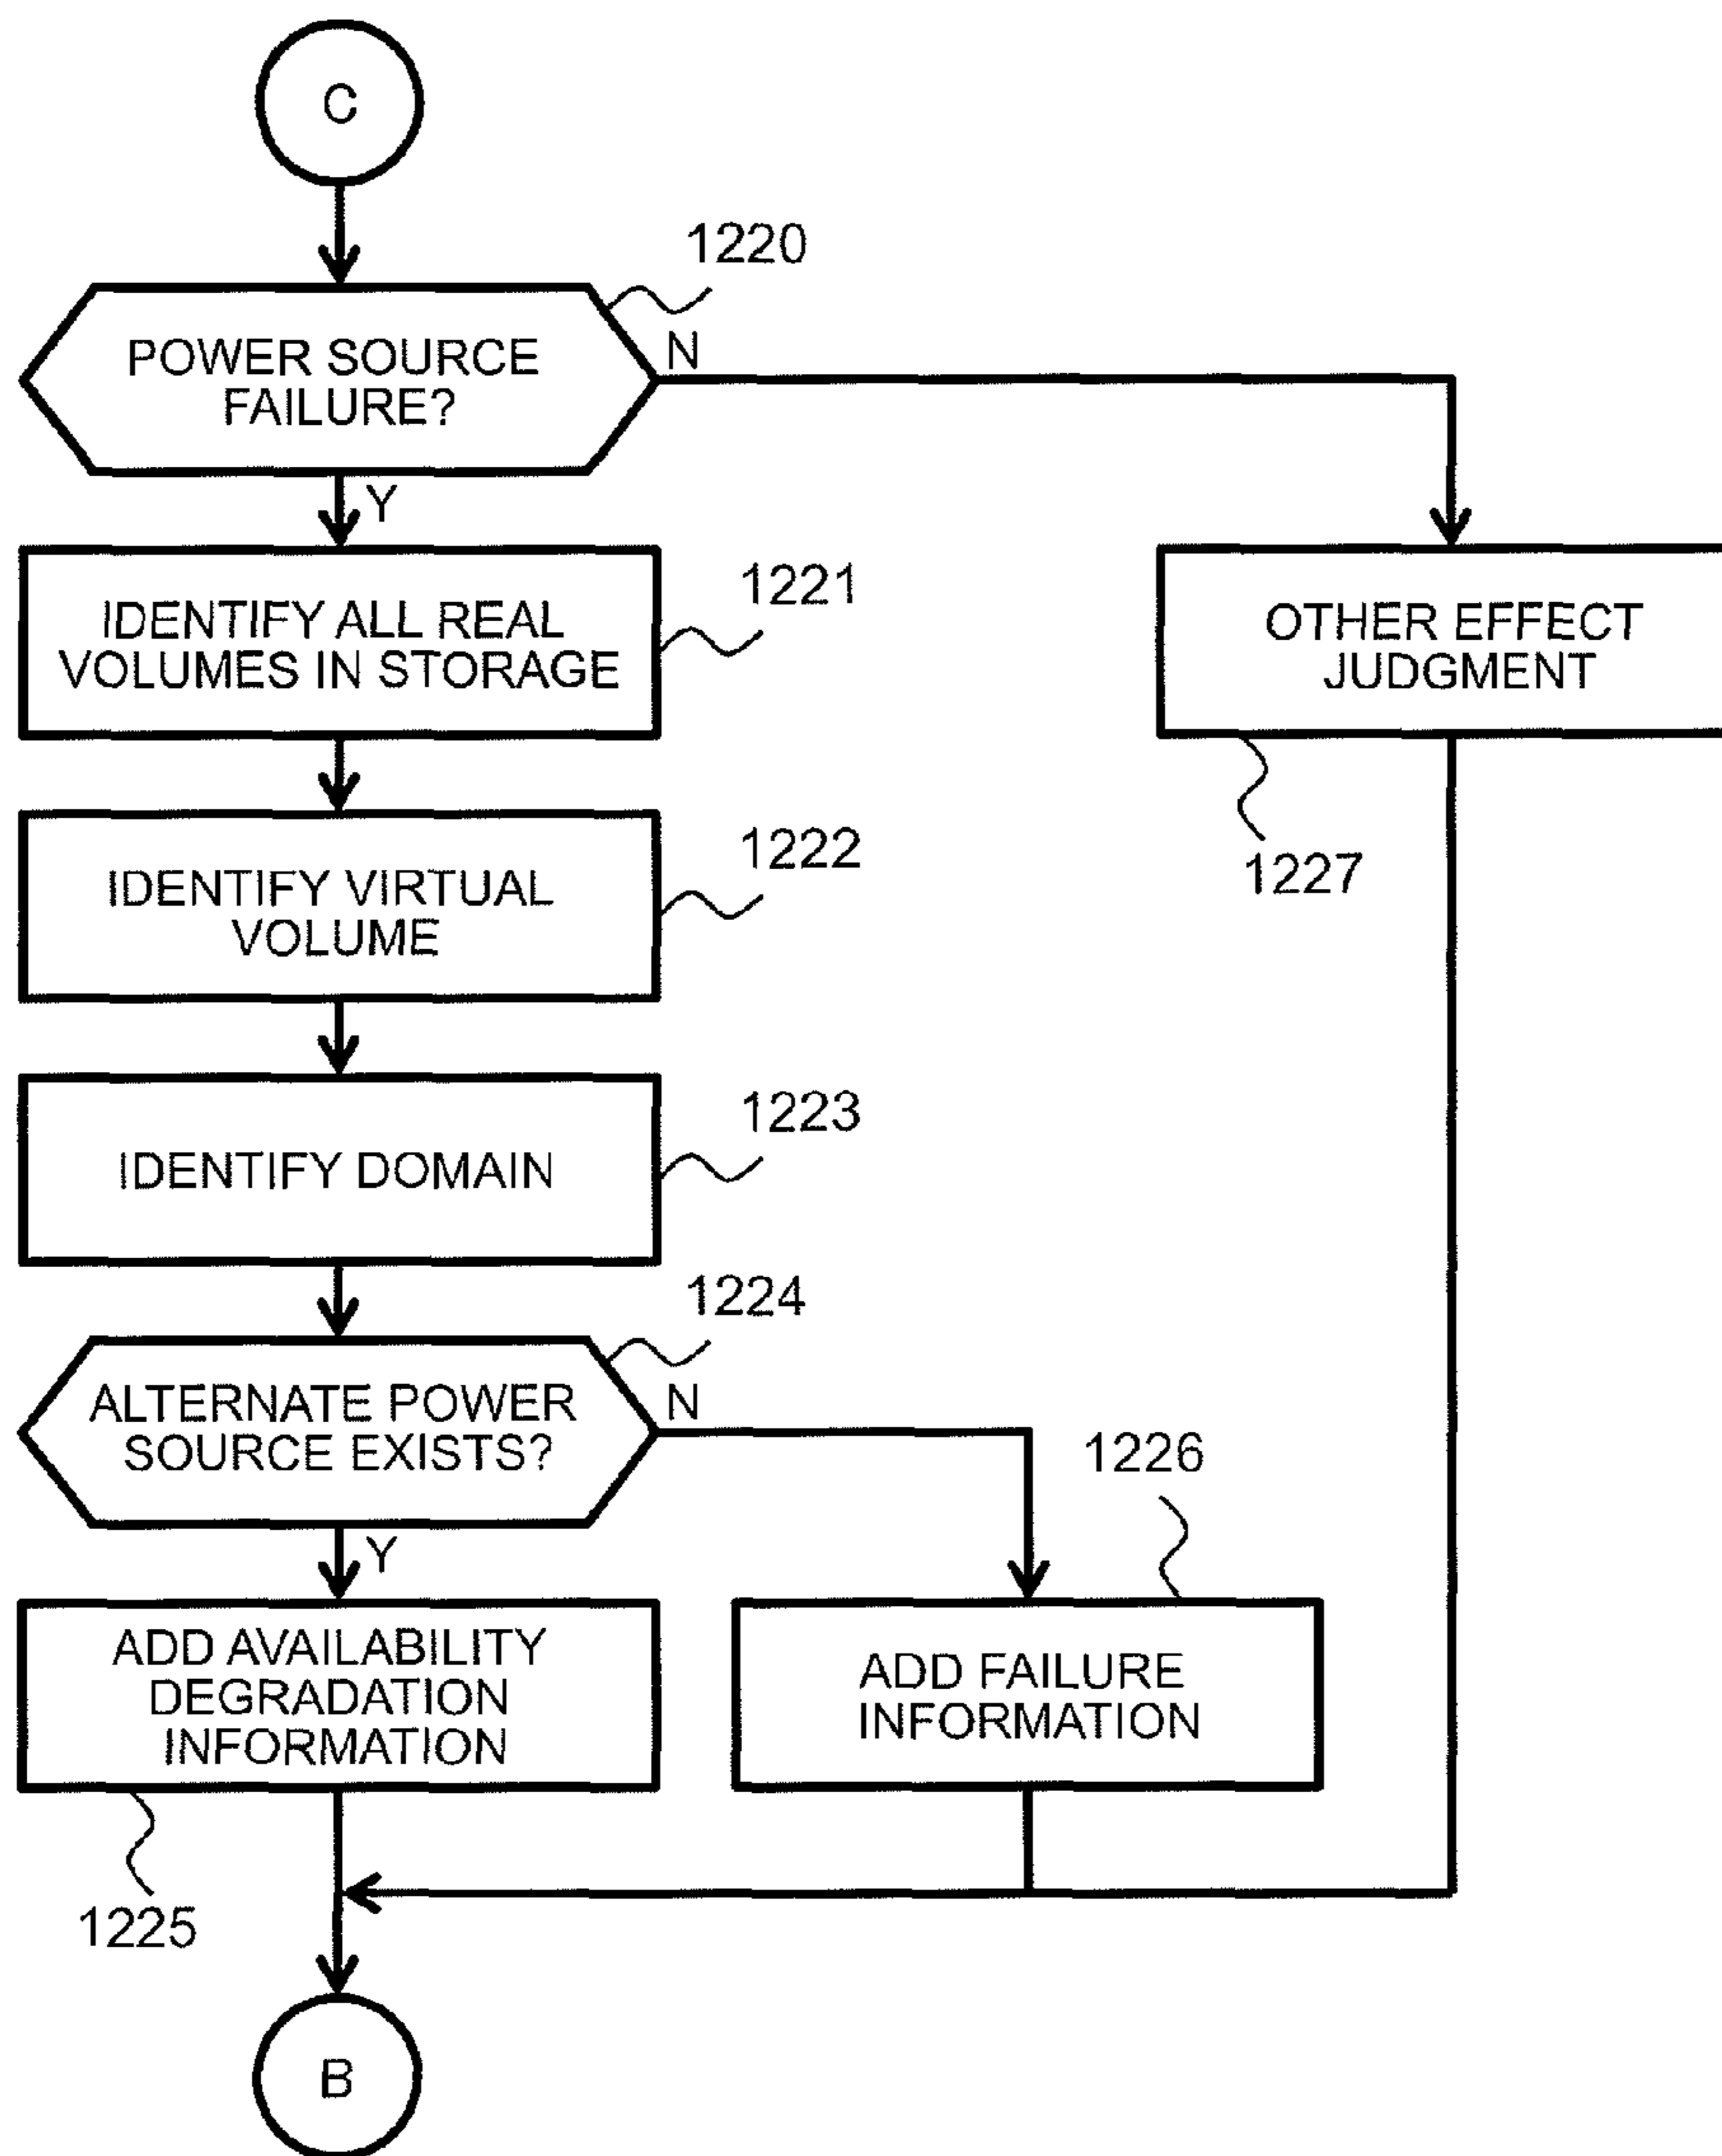 C
1220
POWER SOURCE
FAILURE?
N
Y
IDENTIFY ALL REAL
VOLUMES IN STORAGE
1221
OTHER EFFECT
JUDGMENT
1227
IDENTIFY VIRTUAL
VOLUME
1222
IDENTIFY DOMAIN
1223
1224
ALTERNATE POWER
SOURCE EXISTS?
N
Y
1226
ADD AVAILABILITY
DEGRADATION
INFORMATION
ADD FAILURE
INFORMATION
1225
B